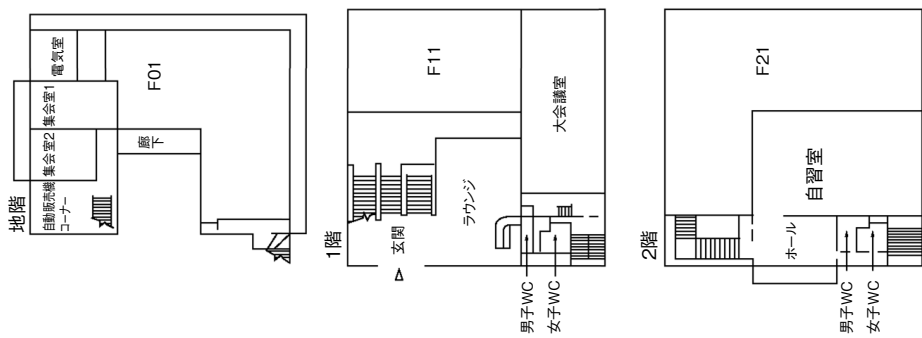 地階
自動販売機
コーナー
集会室2
集会室1
電気室
廊下
F01
1階
玄関
ラウンジ
F11
大会議室
男子WC
女子WC
2階
ホール
自習室
F21
男子WC
女子WC